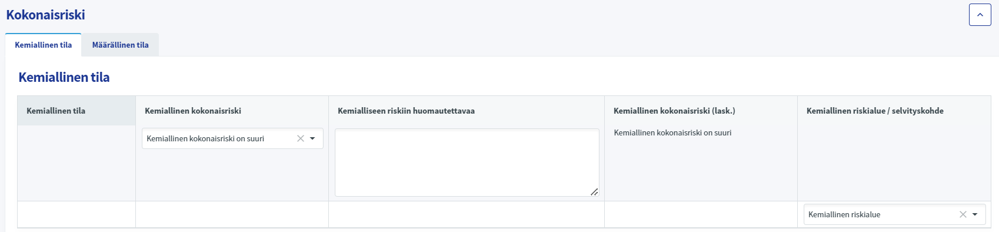 Kokonaisriski
Kemiallinen tila
Määrällinen tila
Kemiallinen tila
Kemiallinen tila
Kemiallinen kokonaisriski
Kemialliseen riskiin huomautettavaa
Kemiallinen kokonaisriski (lask.)
Kemiallinen riskialue / selvityskohde
Kemiallinen kokonaisriski on suuri
Kemiallinen kokonaisriski on suuri
Kemiallinen riskialue